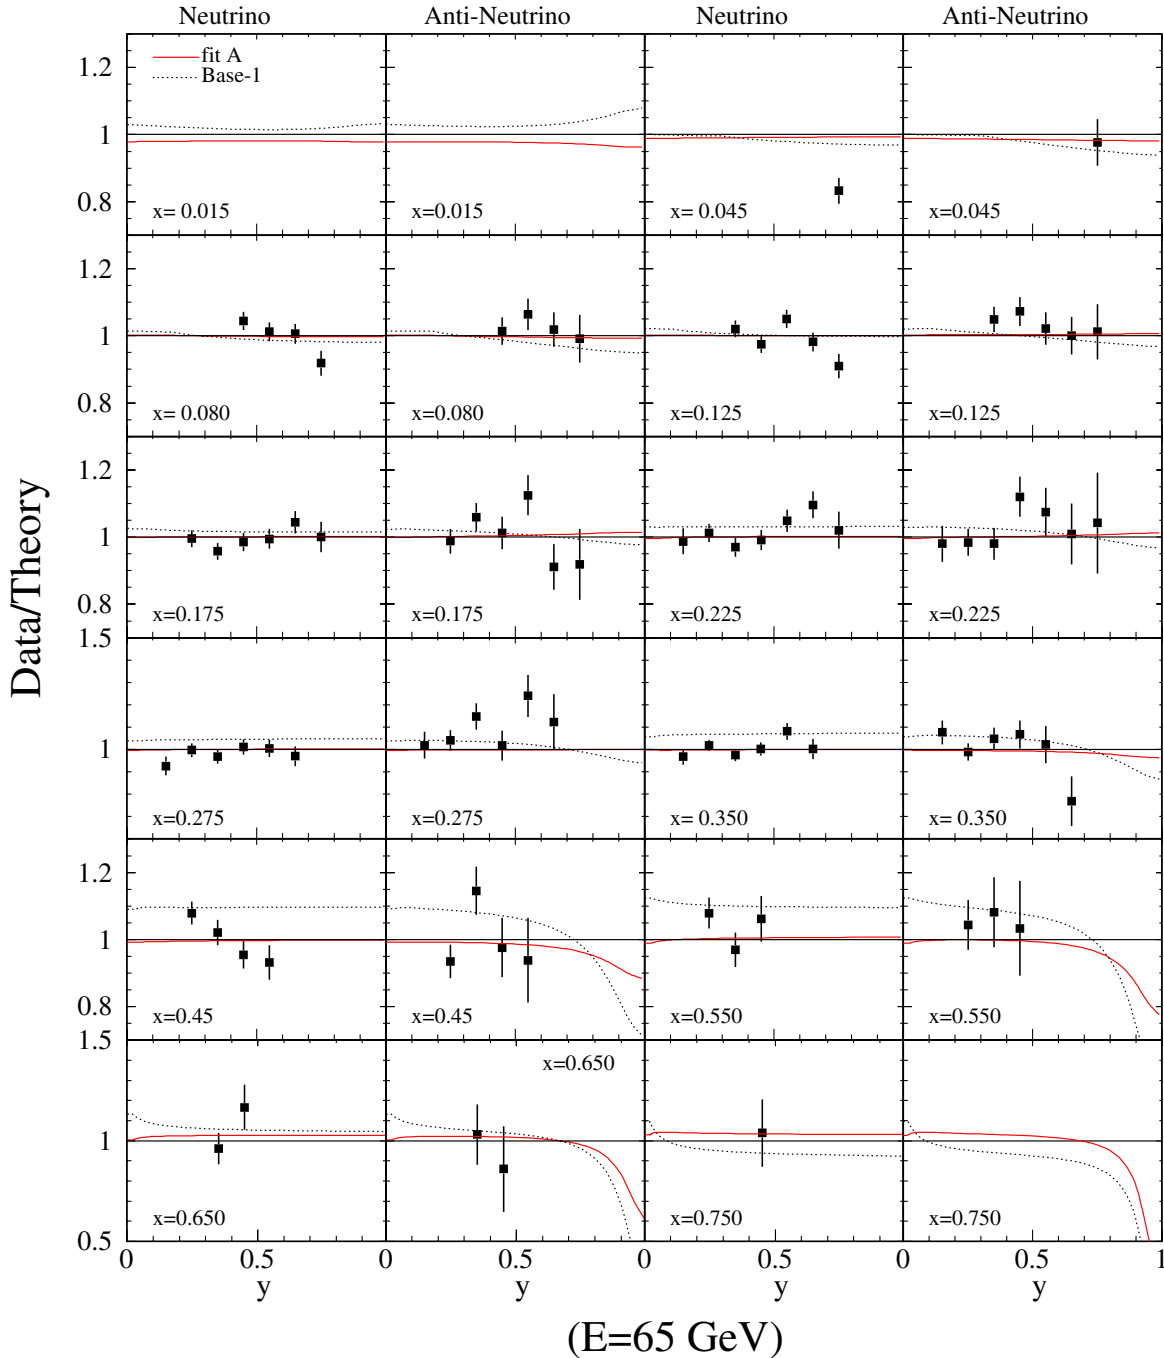 Neutrino Anti-Neutrino Neutrino Anti-Neutrino
fit A
Base-1
1.2
1
0.8
x= 0.015 x=0.015 x= 0.045 x=0.045
1.2
1
0.8
x= 0.080 x=0.080 x=0.125 x=0.125
Data/Theory
1.2
1
0.8
x=0.175 x=0.175 x=0.225 x=0.225
1.5
1
x=0.275 x=0.275 x= 0.350 x= 0.350
1.2
1
0.8
x=0.45 x=0.45 x=0.550 x=0.550
1.5
x=0.650
1
x=0.650 x=0.750 x=0.750
0.5
0 0.5 0 0.5 0 0.5 0 0.5 1
y y y y
(E=65 GeV)